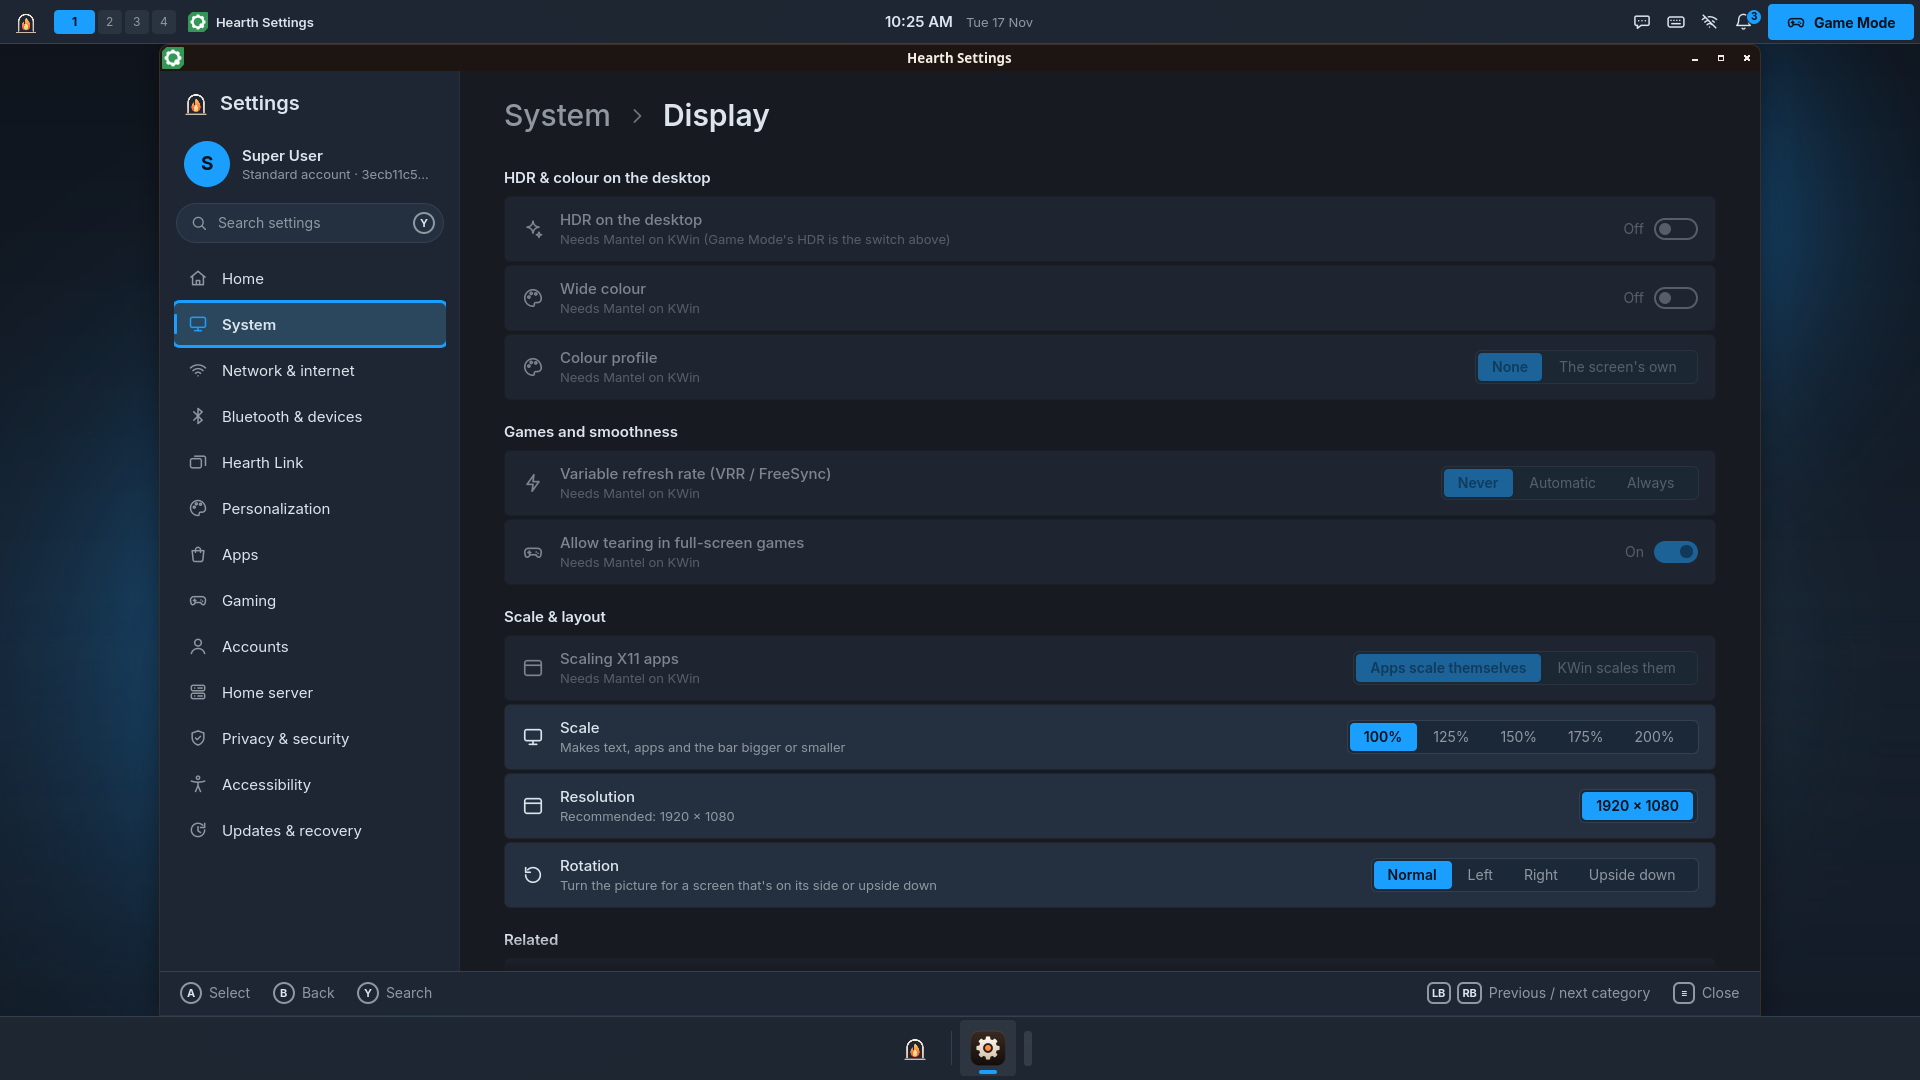 1 2 3 4 Hearth Settings 10:25 AM Tue 17 Nov 3 Game Mode
Hearth Settings
Settings
S
Super User
Standard account · 3ecb11c5...
Search settings Y
Home
System
Network & internet
Bluetooth & devices
Hearth Link
Personalization
Apps
Gaming
Accounts
Home server
Privacy & security
Accessibility
Updates & recovery
System > Display
HDR & colour on the desktop
HDR on the desktop
Needs Mantel on KWin (Game Mode's HDR is the switch above)
Off
Wide colour
Needs Mantel on KWin
Off
Colour profile
Needs Mantel on KWin
None The screen's own
Games and smoothness
Variable refresh rate (VRR / FreeSync)
Needs Mantel on KWin
Never Automatic Always
Allow tearing in full-screen games
Needs Mantel on KWin
On
Scale & layout
Scaling X11 apps
Needs Mantel on KWin
Apps scale themselves KWin scales them
Scale
Makes text, apps and the bar bigger or smaller
100% 125% 150% 175% 200%
Resolution
Recommended: 1920 × 1080
1920 × 1080
Rotation
Turn the picture for a screen that's on its side or upside down
Normal Left Right Upside down
Related
A Select B Back Y Search LB RB Previous / next category ≡ Close